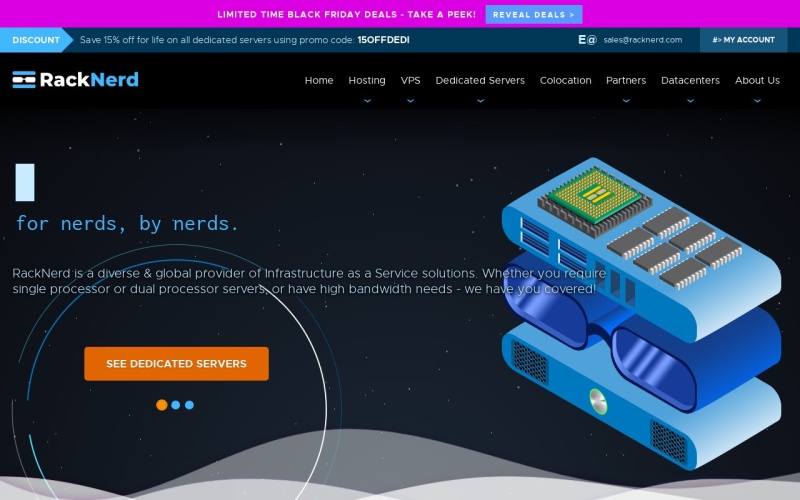 LIMITED TIME BLACK FRIDAY DEALS - TAKE A PEEK! REVEAL DEALS >
DISCOUNT Save 15% off for life on all dedicated servers using promo code: 15OFFDEDI sales@racknerd.com #> MY ACCOUNT
RackNerd Home Hosting VPS Dedicated Servers Colocation Partners Datacenters About Us
for nerds, by nerds.
RackNerd is a diverse & global provider of Infrastructure as a Service solutions. Whether you require
single processor or dual processor servers, or have high bandwidth needs - we have you covered!
SEE DEDICATED SERVERS